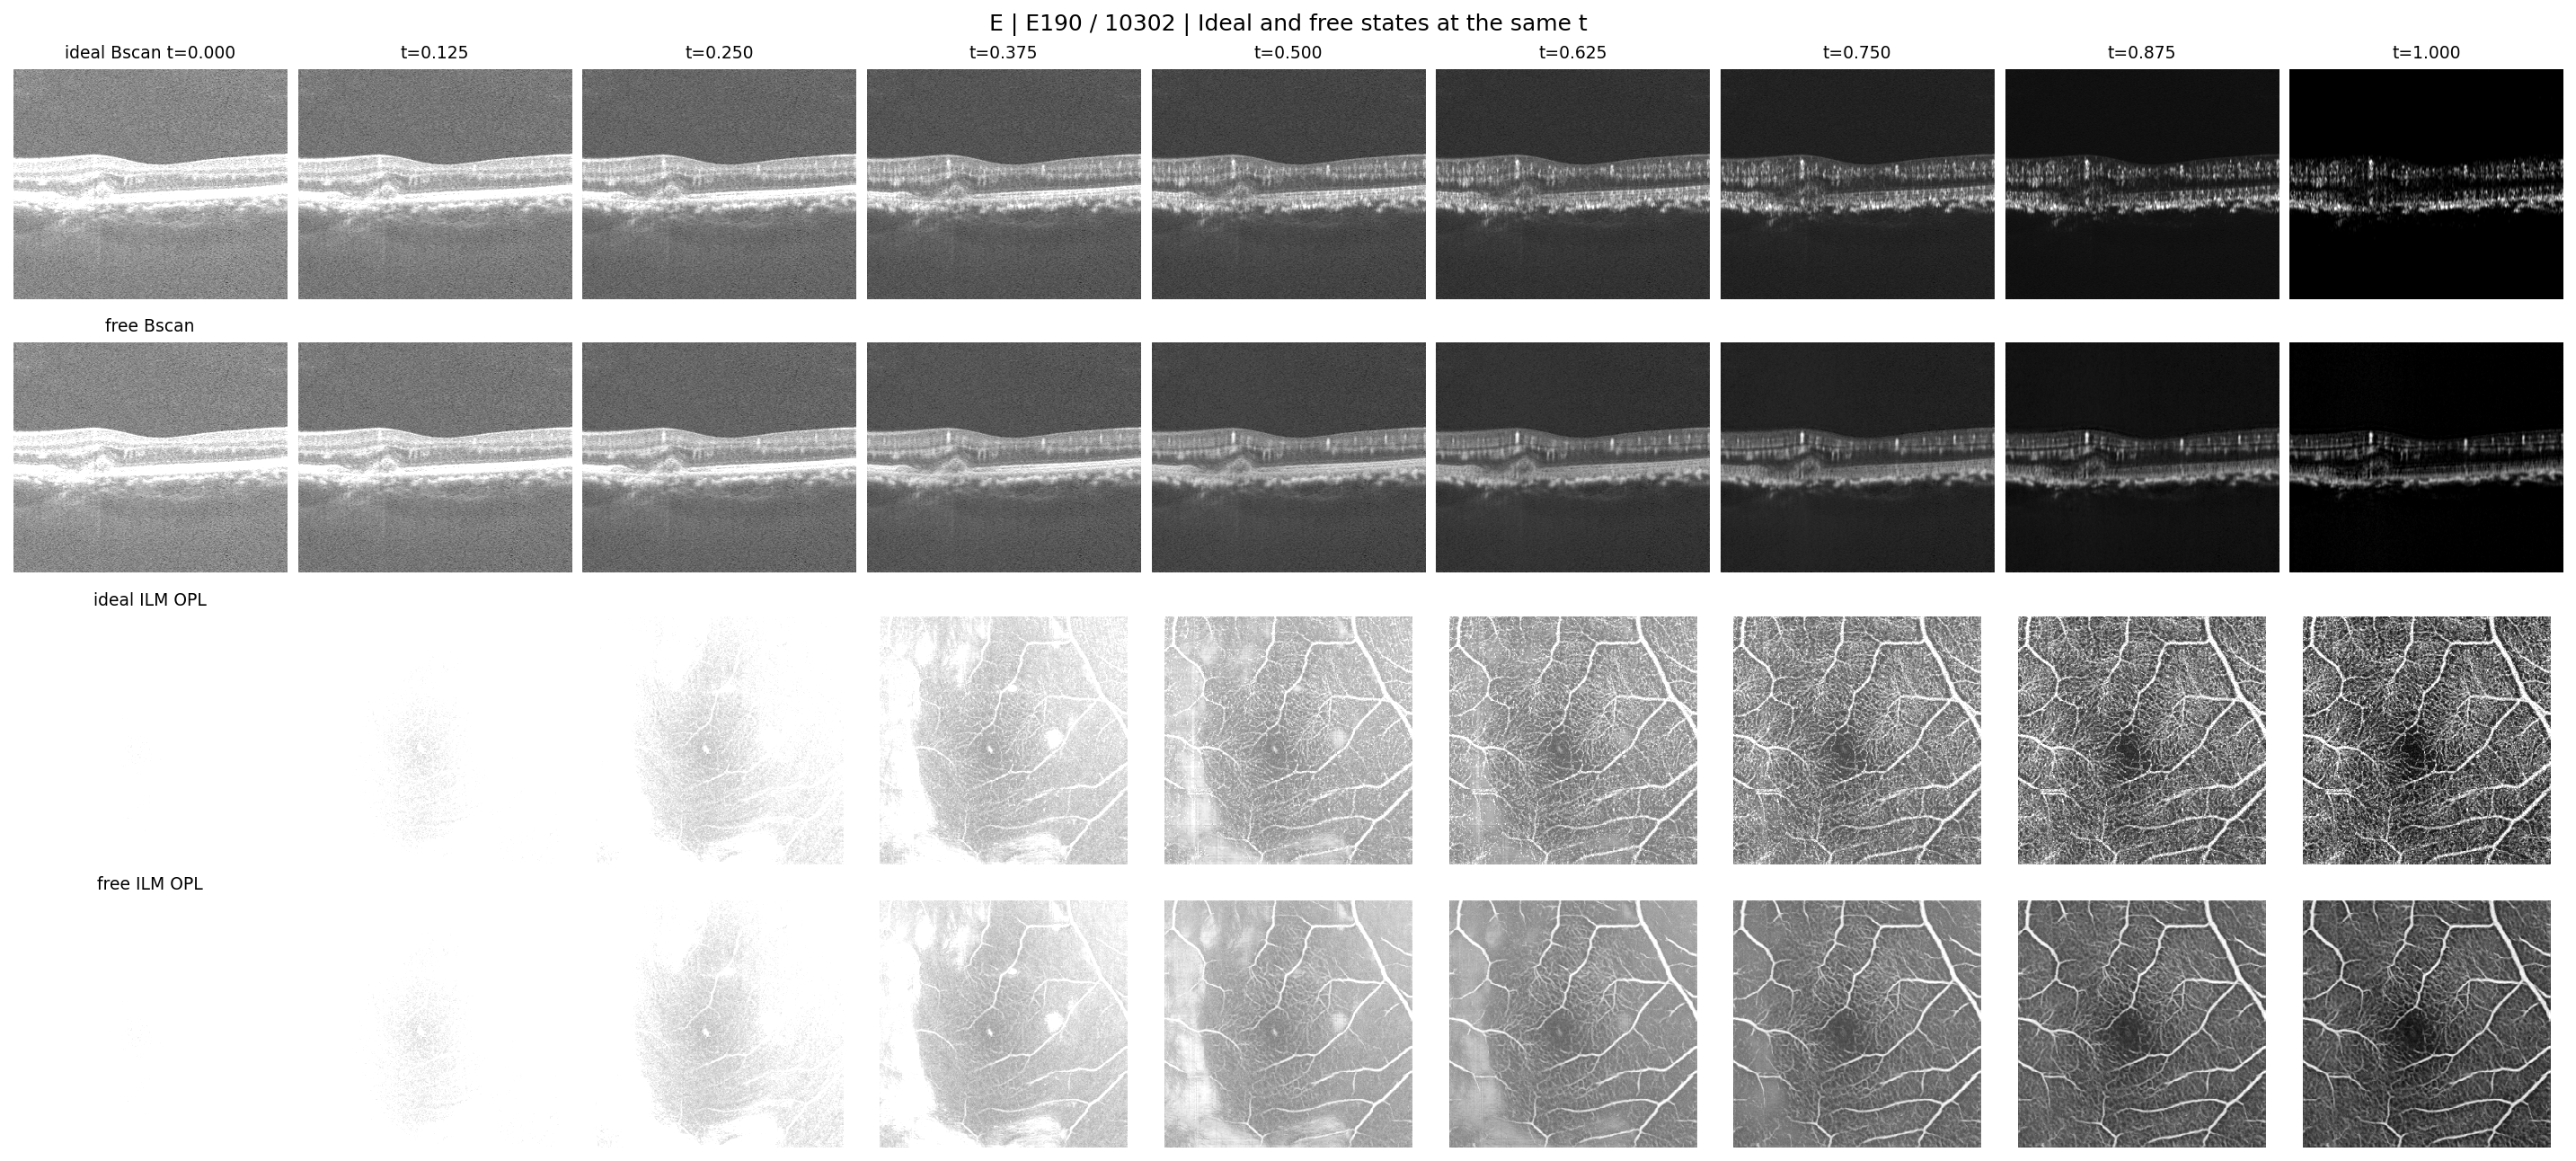 E | E190 / 10302 | Ideal and free states at the same t
ideal Bscan t=0.000 t=0.125 t=0.250 t=0.375 t=0.500 t=0.625 t=0.750 t=0.875 t=1.000
free Bscan
ideal ILM OPL
free ILM OPL